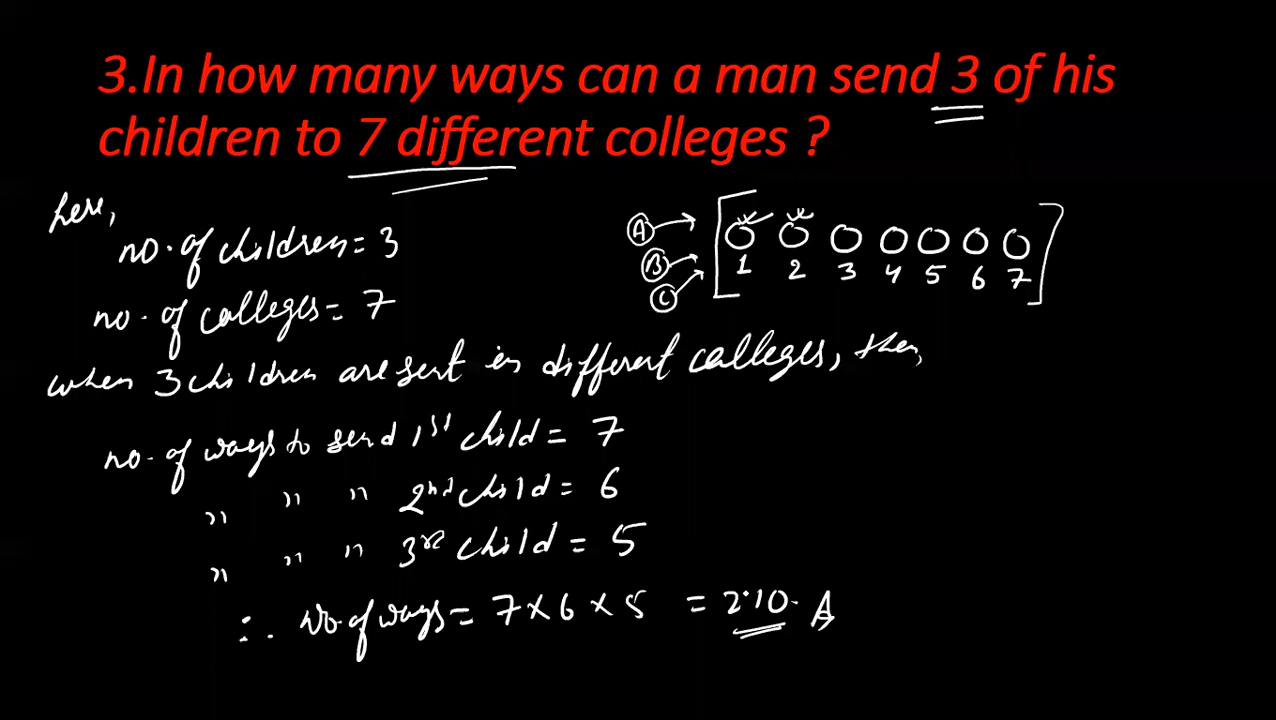 3.In how many ways can a man send 3 of his
children to 7 different colleges ?
here,
no. of children = 3
no. of colleges = 7
A
B
C
1 2 3 4 5 6 7
when 3 children are sent in different colleges, then,
no. of ways to send 1st child = 7
" " " 2nd child = 6
" " " 3rd child = 5
∴ No. of ways = 7 × 6 × 5 = 210.